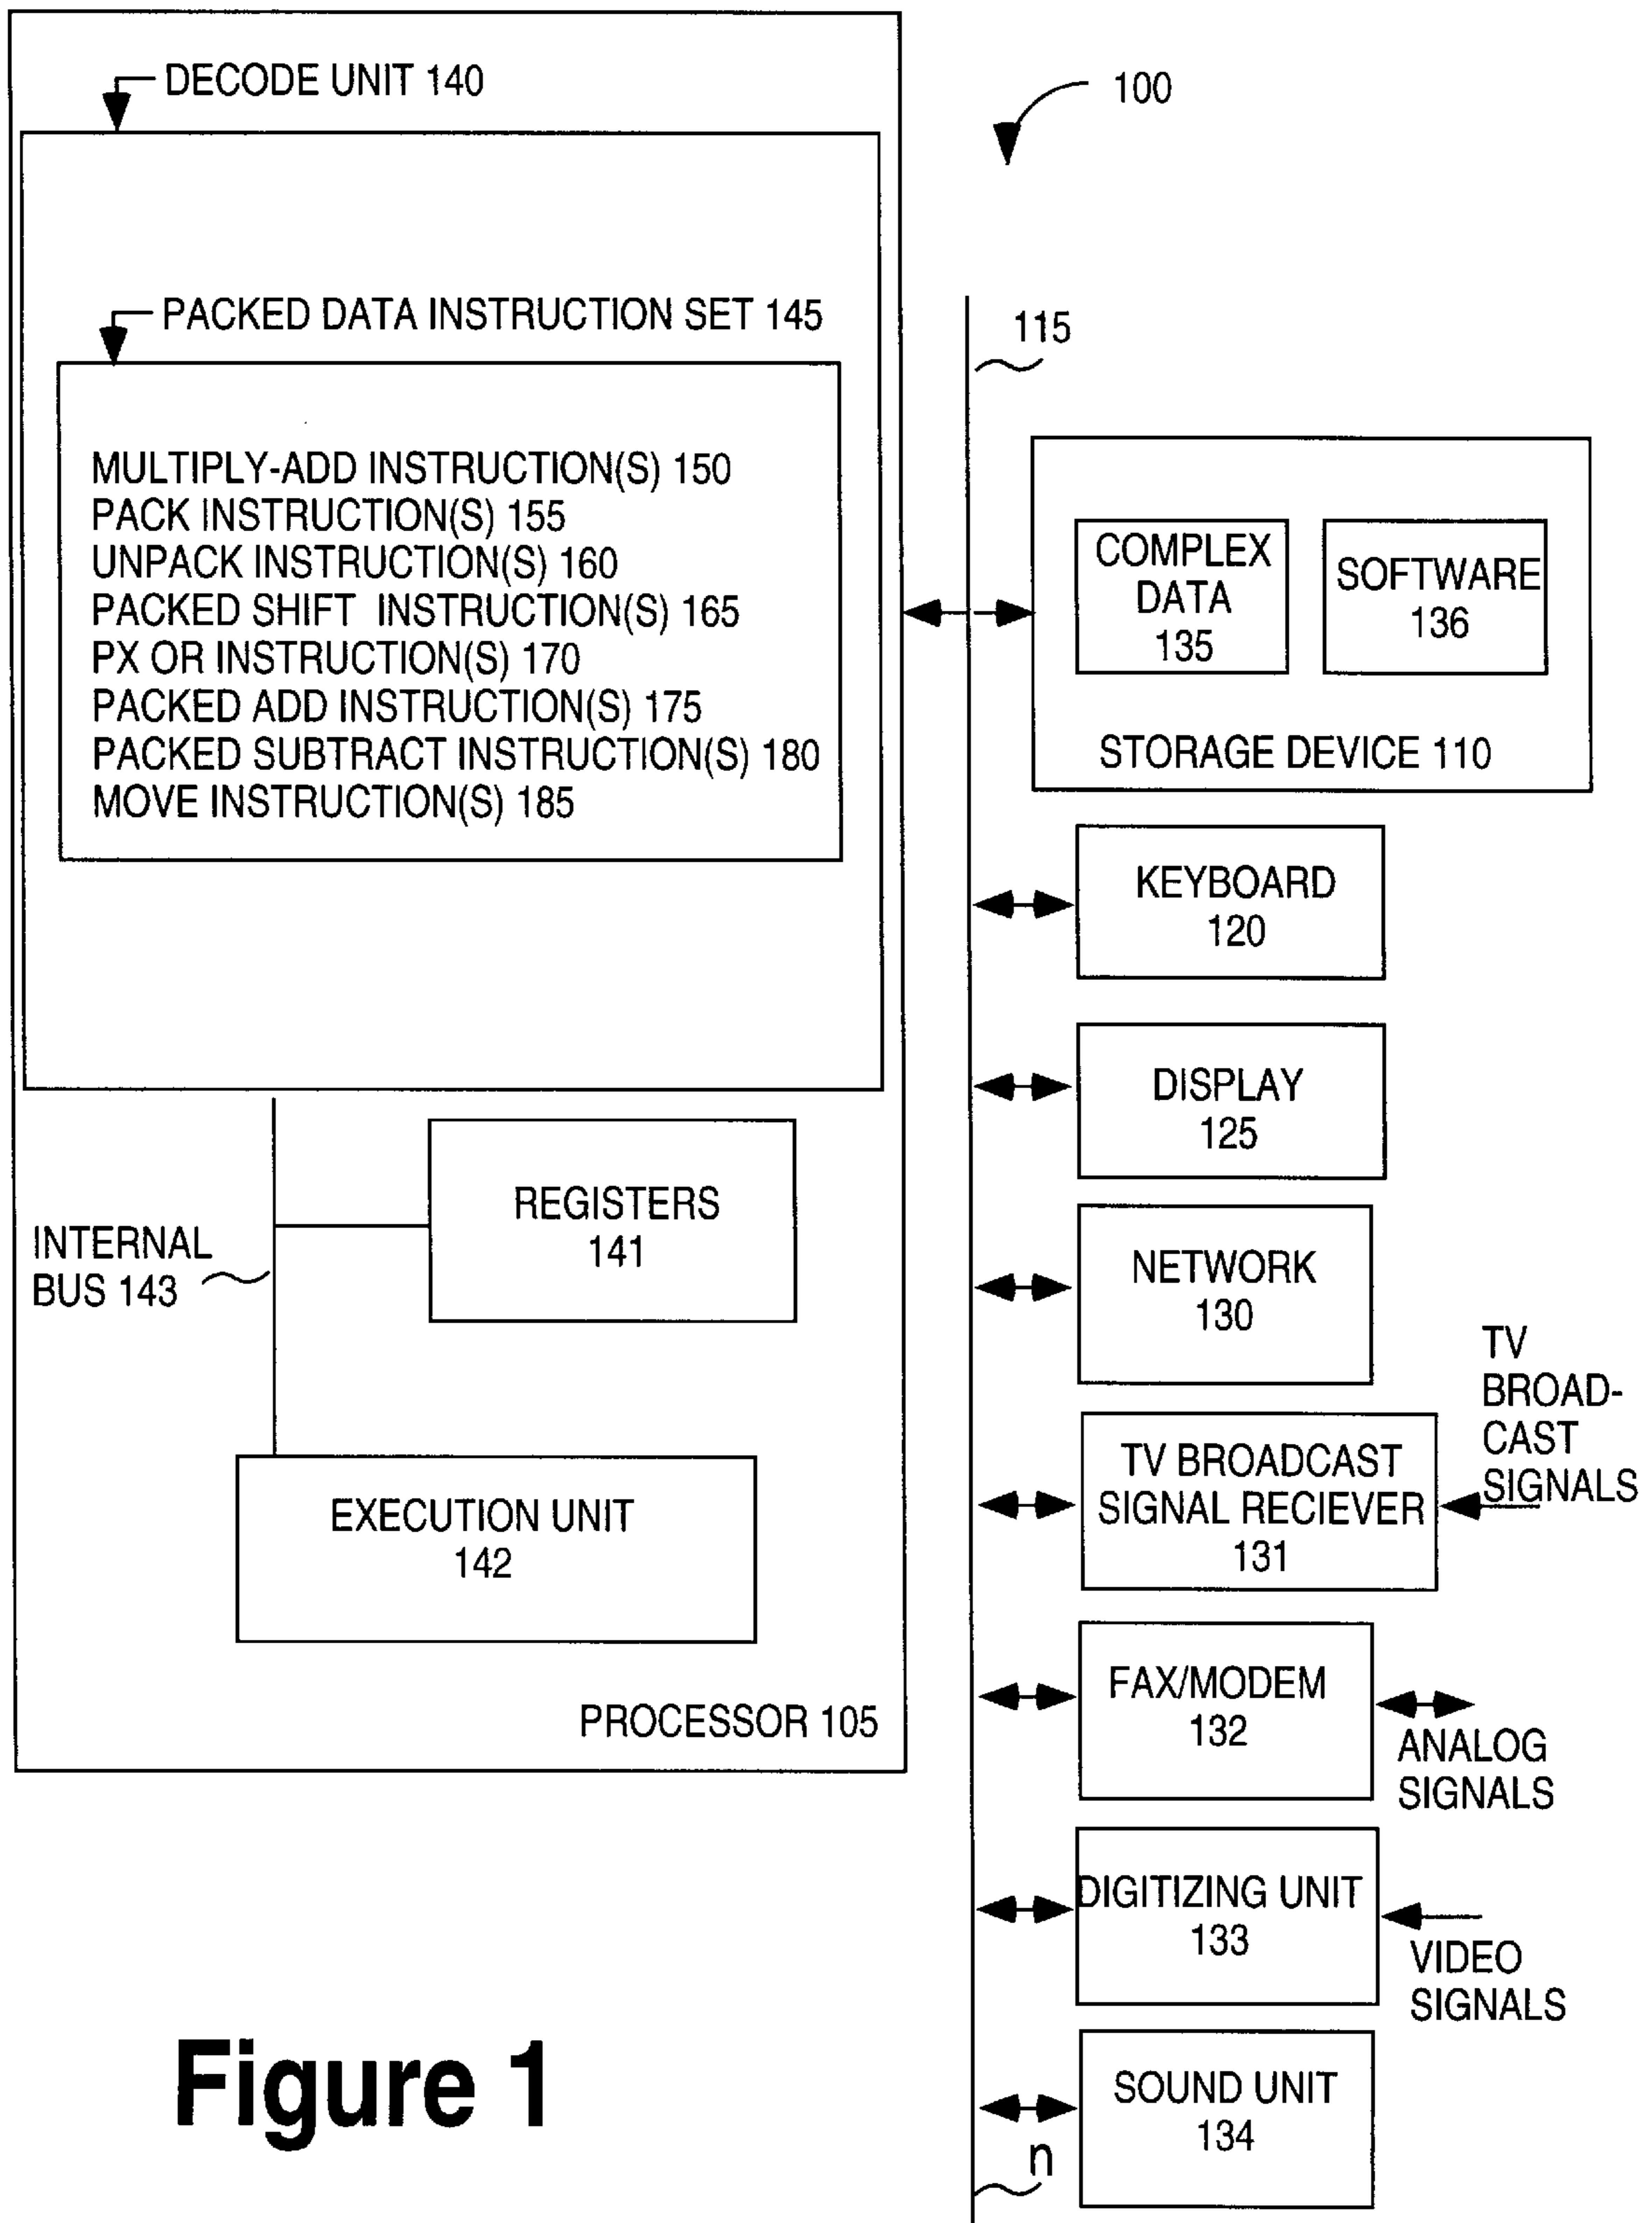 DECODE UNIT 140
100
PACKED DATA INSTRUCTION SET 145
115
MULTIPLY-ADD INSTRUCTION(S) 150
PACK INSTRUCTION(S) 155
UNPACK INSTRUCTION(S) 160
PACKED SHIFT INSTRUCTION(S) 165
PX OR INSTRUCTION(S) 170
PACKED ADD INSTRUCTION(S) 175
PACKED SUBTRACT INSTRUCTION(S) 180
MOVE INSTRUCTION(S) 185
COMPLEX
DATA
135
SOFTWARE
136
STORAGE DEVICE 110
KEYBOARD
120
DISPLAY
125
REGISTERS
141
INTERNAL
BUS 143
NETWORK
130
TV
BROAD-
CAST
SIGNALS
TV BROADCAST
SIGNAL RECIEVER
131
EXECUTION UNIT
142
PROCESSOR 105
FAX/MODEM
132
ANALOG
SIGNALS
DIGITIZING UNIT
133
VIDEO
SIGNALS
SOUND UNIT
134
n
Figure 1